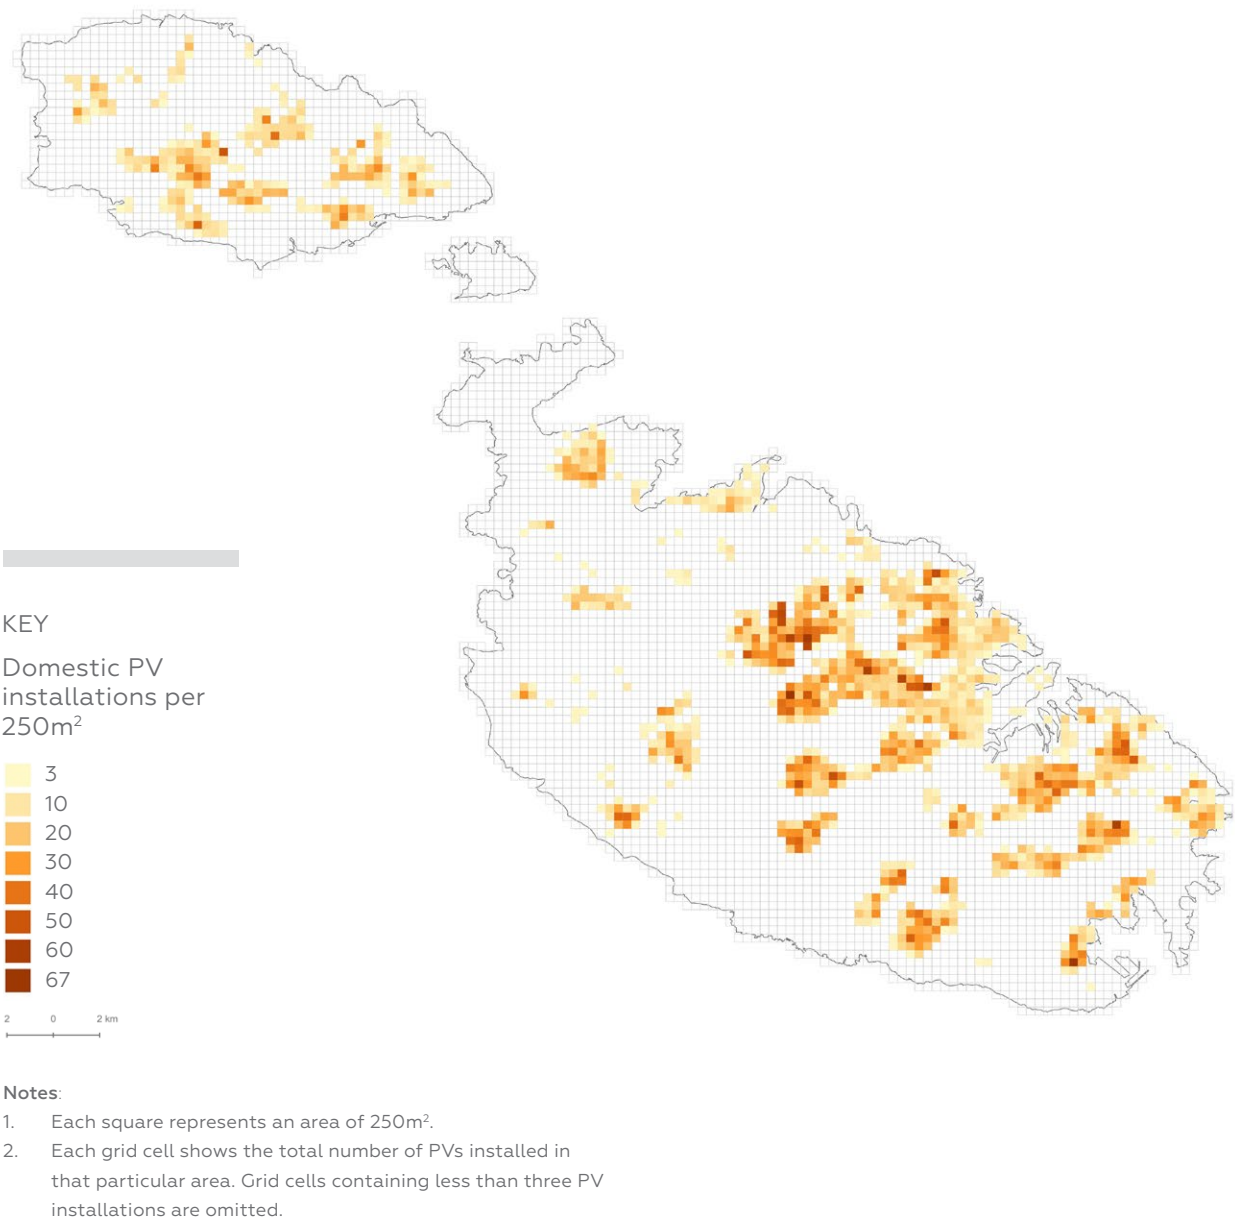 KEY
Domestic PV
installations per
250m²
3
10
20
30
40
50
60
67
2 0 2 km
Notes:
1. Each square represents an area of 250m².
2. Each grid cell shows the total number of PVs installed in
that particular area. Grid cells containing less than three PV
installations are omitted.